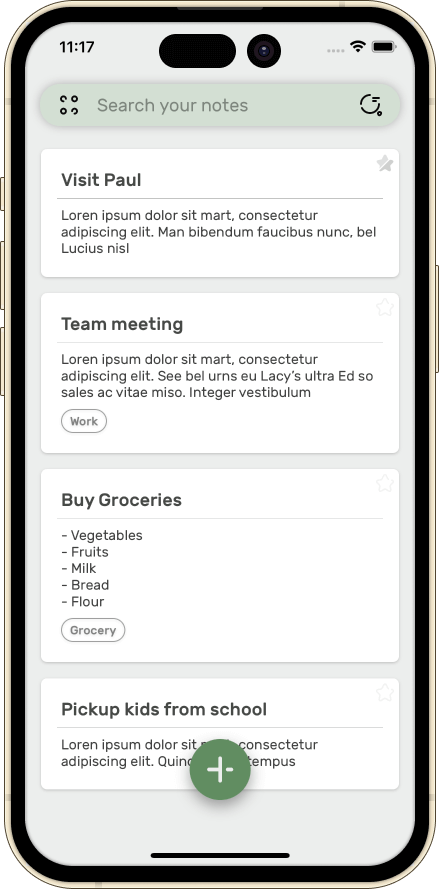 11:17
Search your notes
Visit Paul
Loren ipsum dolor sit mart, consectetur
adipiscing elit. Man bibendum faucibus nunc, bel
Lucius nisl
Team meeting
Loren ipsum dolor sit mart, consectetur
adipiscing elit. See bel urns eu Lacy's ultra Ed so
sales ac vitae miso. Integer vestibulum
Work
Buy Groceries
- Vegetables
- Fruits
- Milk
- Bread
- Flour
Grocery
Pickup kids from school
Loren ipsum dolor sit consectetur
adipiscing elit. tempus